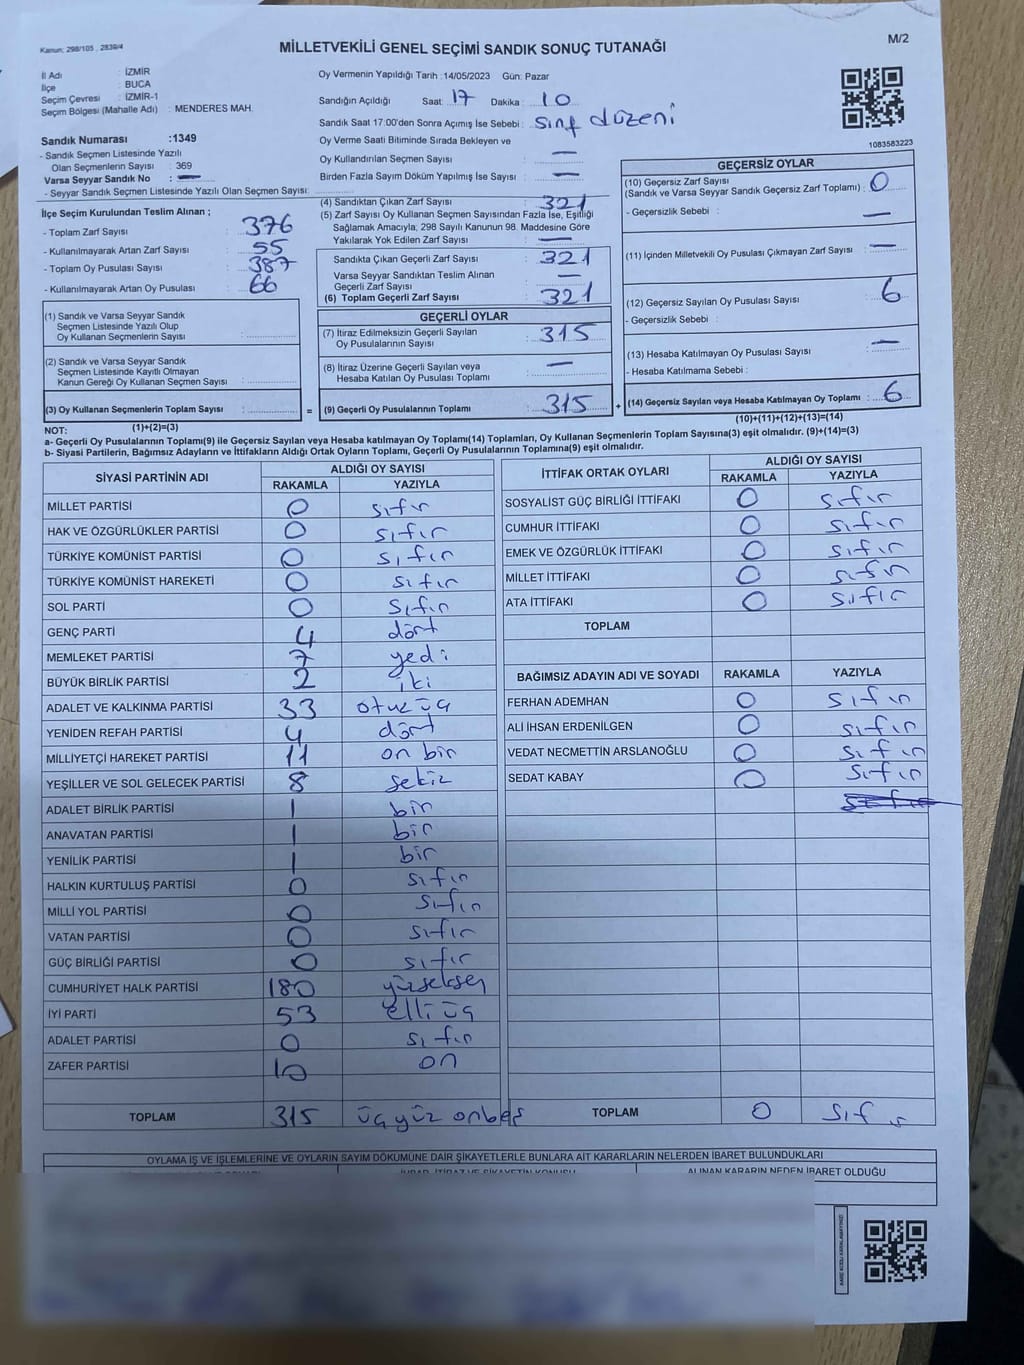 Kanun: 298/105 , 2839/4
MİLLETVEKİLİ GENEL SEÇİMİ SANDIK SONUÇ TUTANAĞI
M/2
İl Adı : İZMİR
İlçe : BUCA
Seçim Çevresi : İZMİR-1
Seçim Bölgesi (Mahalle Adı) : MENDERES MAH.
Sandık Numarası :1349
- Sandık Seçmen Listesinde Yazılı
Olan Seçmenlerin Sayısı : 369
Varsa Seyyar Sandık No : —
- Seyyar Sandık Seçmen Listesinde Yazılı Olan Seçmen Sayısı:
Oy Vermenin Yapıldığı Tarih :14/05/2023 Gün: Pazar
Sandığın Açıldığı Saat: 17 Dakika : 10
Sandık Saat 17:00'den Sonra Açımış İse Sebebi : sınıf düzeni
Oy Verme Saati Bitiminde Sırada Bekleyen ve
Oy Kullandırılan Seçmen Sayısı : —
Birden Fazla Sayım Döküm Yapılmış İse Sayısı : —
1083583223
İlçe Seçim Kurulundan Teslim Alınan ;
- Toplam Zarf Sayısı : 376
- Kullanılmayarak Artan Zarf Sayısı : 55
- Toplam Oy Pusulası Sayısı : 387
- Kullanılmayarak Artan Oy Pusulası : 66
(4) Sandıktan Çıkan Zarf Sayısı : 321
(5) Zarf Sayısı Oy Kullanan Seçmen Sayısından Fazla İse, Eşitliği
Sağlamak Amacıyla; 298 Sayılı Kanunun 98. Maddesine Göre
Yakılarak Yok Edilen Zarf Sayısı : —
Sandıkta Çıkan Geçerli Zarf Sayısı : 321
Varsa Seyyar Sandıktan Teslim Alınan
Geçerli Zarf Sayısı : —
(6) Toplam Geçerli Zarf Sayısı : 321
GEÇERSİZ OYLAR
(10) Geçersiz Zarf Sayısı
(Sandık ve Varsa Seyyar Sandık Geçersiz Zarf Toplamı) : 0
- Geçersizlik Sebebi : —
(11) İçinden Milletvekili Oy Pusulası Çıkmayan Zarf Sayısı : —
(12) Geçersiz Sayılan Oy Pusulası Sayısı : 6
- Geçersizlik Sebebi :
(13) Hesaba Katılmayan Oy Pusulası Sayısı : —
- Hesaba Katılmama Sebebi :
(14) Geçersiz Sayılan veya Hesaba Katılmayan Oy Toplamı : 6
(10)+(11)+(12)+(13)=(14)
(1) Sandık ve Varsa Seyyar Sandık
Seçmen Listesinde Yazılı Olup
Oy Kullanan Seçmenlerin Sayısı :
(2) Sandık ve Varsa Seyyar Sandık
Seçmen Listesinde Kayıtlı Olmayan
Kanun Gereği Oy Kullanan Seçmen Sayısı :
(3) Oy Kullanan Seçmenlerin Toplam Sayısı :
(1)+(2)=(3)
=
GEÇERLİ OYLAR
(7) İtiraz Edilmeksizin Geçerli Sayılan
Oy Pusulalarının Sayısı : 315
(8) İtiraz Üzerine Geçerli Sayılan veya
Hesaba Katılan Oy Pusulası Toplamı : —
(9) Geçerli Oy Pusulalarının Toplamı : 315
+
NOT:
a- Geçerli Oy Pusulalarının Toplamı(9) ile Geçersiz Sayılan veya Hesaba katılmayan Oy Toplamı(14) Toplamları, Oy Kullanan Seçmenlerin Toplam Sayısına(3) eşit olmalıdır. (9)+(14)=(3)
b- Siyasi Partilerin, Bağımsız Adayların ve İttifakların Aldığı Ortak Oyların Toplamı, Geçerli Oy Pusulalarının Toplamına(9) eşit olmalıdır.
SİYASİ PARTİNİN ADI ALDIĞI OY SAYISI
RAKAMLA YAZIYLA
MİLLET PARTİSİ 0 sıfır
HAK VE ÖZGÜRLÜKLER PARTİSİ 0 sıfır
TÜRKİYE KOMÜNİST PARTİSİ 0 sıfır
TÜRKİYE KOMÜNİST HAREKETİ 0 sıfır
SOL PARTİ 0 sıfır
GENÇ PARTİ 4 dört
MEMLEKET PARTİSİ 7 yedi
BÜYÜK BİRLİK PARTİSİ 2 iki
ADALET VE KALKINMA PARTİSİ 33 otuz üç
YENİDEN REFAH PARTİSİ 4 dört
MİLLİYETÇİ HAREKET PARTİSİ 11 on bir
YEŞİLLER VE SOL GELECEK PARTİSİ 8 sekiz
ADALET BİRLİK PARTİSİ 1 bir
ANAVATAN PARTİSİ 1 bir
YENİLİK PARTİSİ 1 bir
HALKIN KURTULUŞ PARTİSİ 0 sıfır
MİLLİ YOL PARTİSİ 0 sıfır
VATAN PARTİSİ 0 sıfır
GÜÇ BİRLİĞİ PARTİSİ 0 sıfır
CUMHURİYET HALK PARTİSİ 180 yüzseksen
İYİ PARTİ 53 elli üç
ADALET PARTİSİ 0 sıfır
ZAFER PARTİSİ 10 on
TOPLAM 315 üçyüz onbeş
İTTİFAK ORTAK OYLARI ALDIĞI OY SAYISI
RAKAMLA YAZIYLA
SOSYALİST GÜÇ BİRLİĞİ İTTİFAKI 0 sıfır
CUMHUR İTTİFAKI 0 sıfır
EMEK VE ÖZGÜRLÜK İTTİFAKI 0 sıfır
MİLLET İTTİFAKI 0 sıfır
ATA İTTİFAKI 0 sıfır
TOPLAM
BAĞIMSIZ ADAYIN ADI VE SOYADI RAKAMLA YAZIYLA
FERHAN ADEMHAN 0 sıfır
ALİ İHSAN ERDENİLGEN 0 sıfır
VEDAT NECMETTİN ARSLANOĞLU 0 sıfır
SEDAT KABAY 0 sıfır
TOPLAM 0 sıfır
OYLAMA İŞ VE İŞLEMLERİNE VE OYLARIN SAYIM DÖKÜMÜNE DAİR ŞİKAYETLERLE BUNLARA AİT KARARLARIN NELERDEN İBARET BULUNDUKLARI
ALINAN KARARIN NEDEN İBARET OLDUĞU